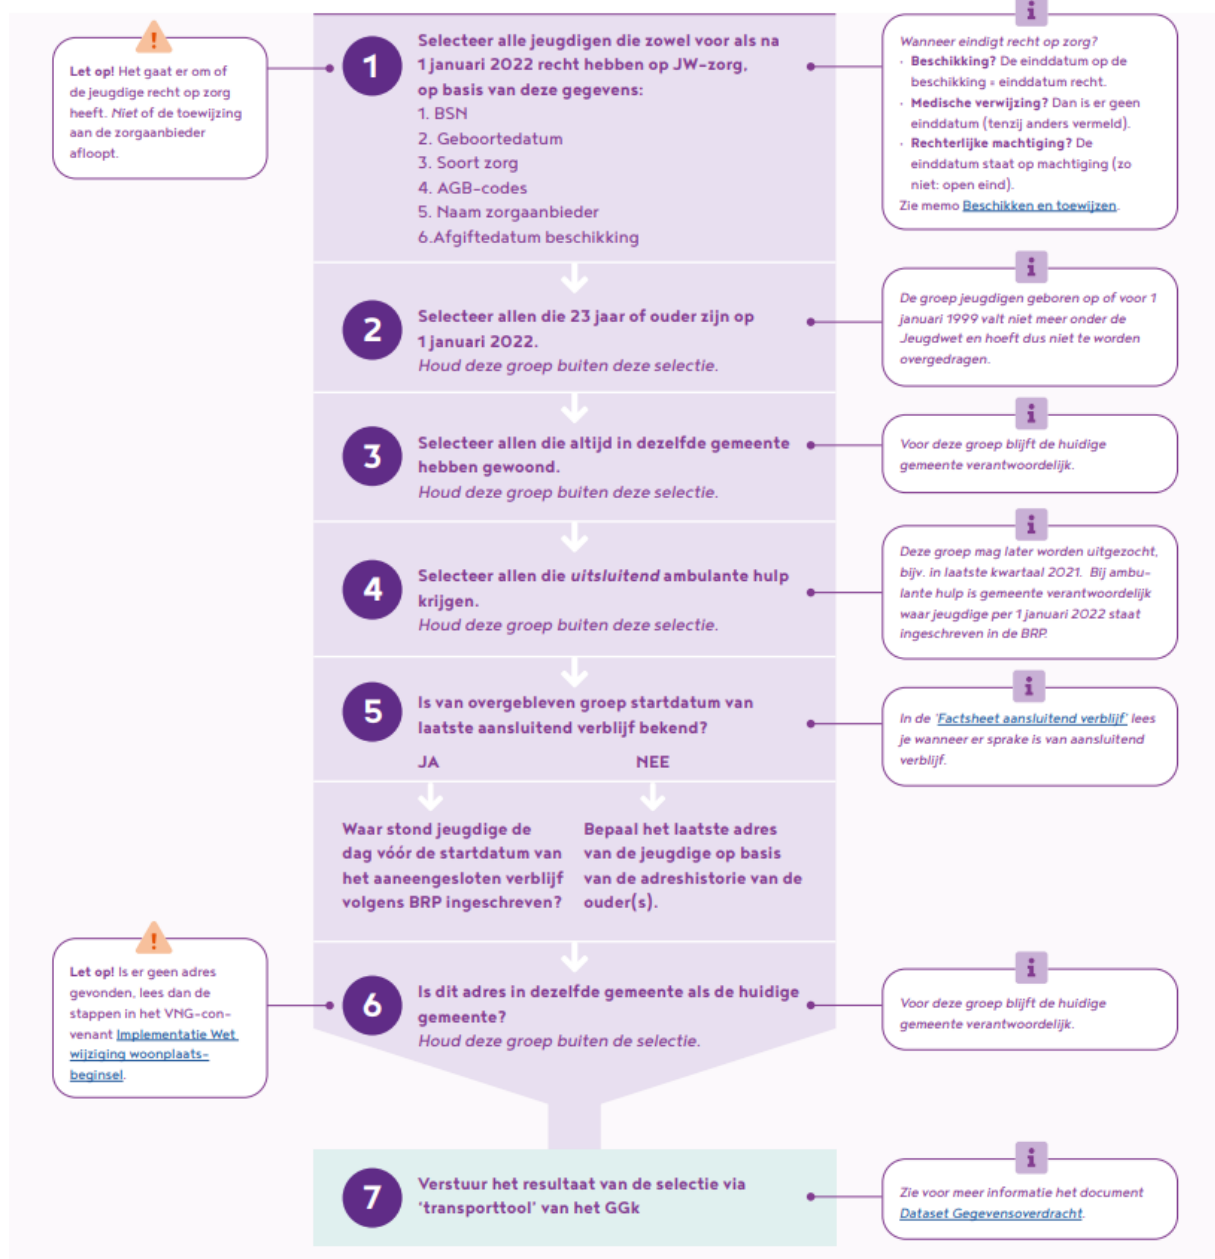 !
Let op! Het gaat er om of
de jeugdige recht op zorg
heeft. Niet of de toewijzing
aan de zorgaanbieder
afloopt.
1
Selecteer alle jeugdigen die zowel voor als na
1 januari 2022 recht hebben op JW-zorg,
op basis van deze gegevens:
1. BSN
2. Geboortedatum
3. Soort zorg
4. AGB-codes
5. Naam zorgaanbieder
6.Afgiftedatum beschikking
i
Wanneer eindigt recht op zorg?
· Beschikking? De einddatum op de
beschikking = einddatum recht.
· Medische verwijzing? Dan is er geen
einddatum (tenzij anders vermeld).
· Rechterlijke machtiging? De
einddatum staat op machtiging (zo
niet: open eind).
Zie memo Beschikken en toewijzen.
2
Selecteer allen die 23 jaar of ouder zijn op
1 januari 2022.
Houd deze groep buiten deze selectie.
i
De groep jeugdigen geboren op of voor 1
januari 1999 valt niet meer onder de
Jeugdwet en hoeft dus niet te worden
overgedragen.
3
Selecteer allen die altijd in dezelfde gemeente
hebben gewoond.
Houd deze groep buiten deze selectie.
i
Voor deze groep blijft de huidige
gemeente verantwoordelijk.
4
Selecteer allen die uitsluitend ambulante hulp
krijgen.
Houd deze groep buiten deze selectie.
i
Deze groep mag later worden uitgezocht,
bijv. in laatste kwartaal 2021. Bij ambu-
lante hulp is gemeente verantwoordelijk
waar jeugdige per 1 januari 2022 staat
ingeschreven in de BRP.
5
Is van overgebleven groep startdatum van
laatste aansluitend verblijf bekend?
JA
NEE
i
In de 'Factsheet aansluitend verblijf' lees
je wanneer er sprake is van aansluitend
verblijf.
Waar stond jeugdige de
dag vóór de startdatum van
het aaneengesloten verblijf
volgens BRP ingeschreven?
Bepaal het laatste adres
van de jeugdige op basis
van de adreshistorie van de
ouder(s).
!
Let op! Is er geen adres
gevonden, lees dan de
stappen in het VNG-con-
venant Implementatie Wet
wijziging woonplaats-
beginsel.
6
Is dit adres in dezelfde gemeente als de huidige
gemeente?
Houd deze groep buiten de selectie.
i
Voor deze groep blijft de huidige
gemeente verantwoordelijk.
7
Verstuur het resultaat van de selectie via
'transporttool' van het GGk
i
Zie voor meer informatie het document
Dataset Gegevensoverdracht.